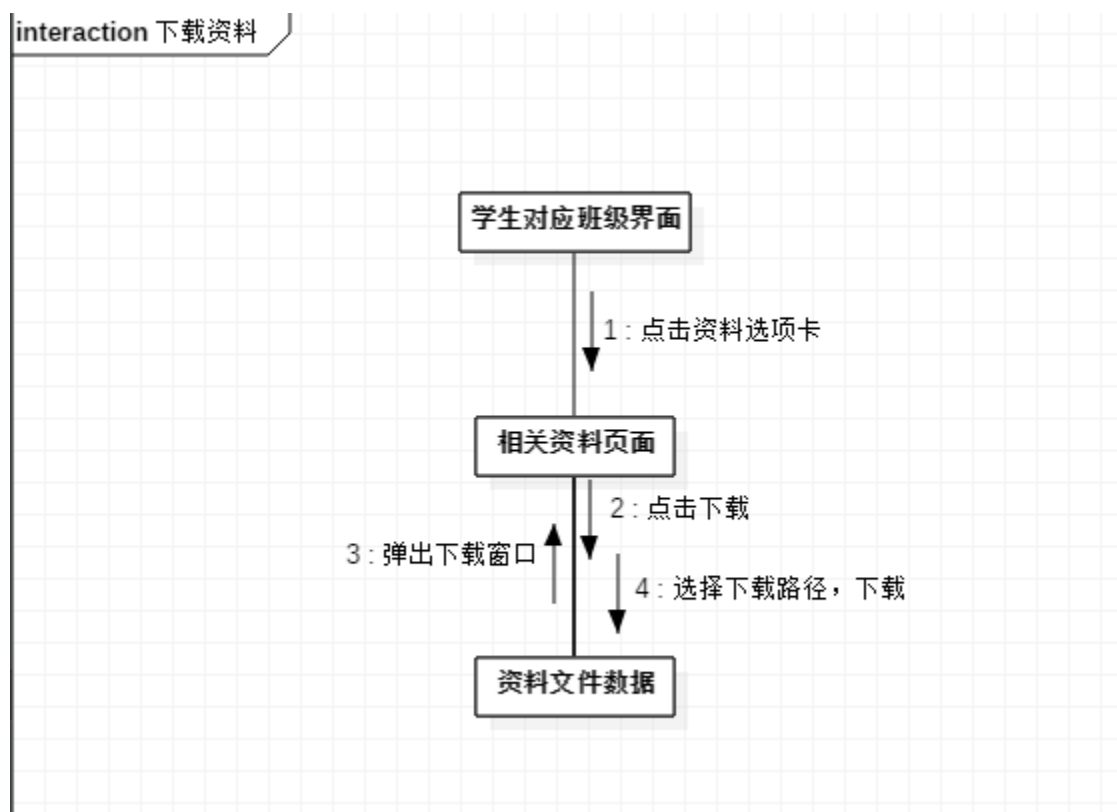 interaction 下载资料
学生对应班级界面
1 : 点击资料选项卡
相关资料页面
2 : 点击下载
3 : 弹出下载窗口
4 : 选择下载路径，下载
资料文件数据